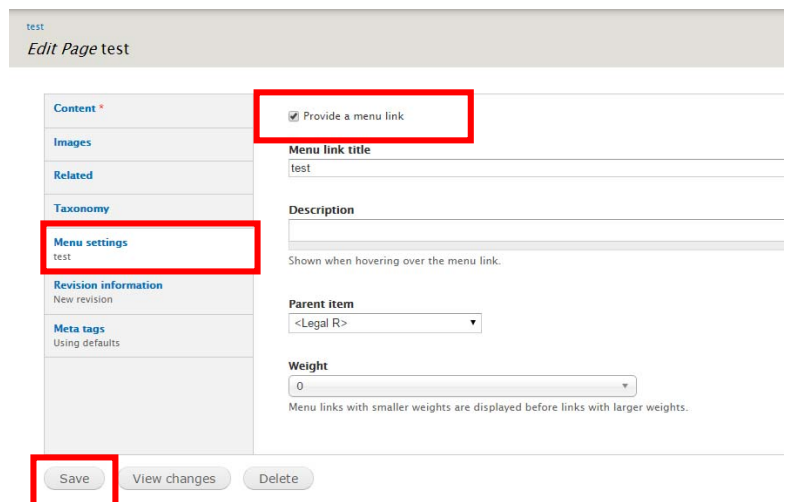 test
Edit Page test
Content *
Images
Related
Taxonomy
Menu settings
test
Revision information
New revision
Meta tags
Using defaults
Provide a menu link
Menu link title
test
Description
Shown when hovering over the menu link.
Parent item
<Legal R>
Weight
0
Menu links with smaller weights are displayed before links with larger weights.
Save View changes Delete